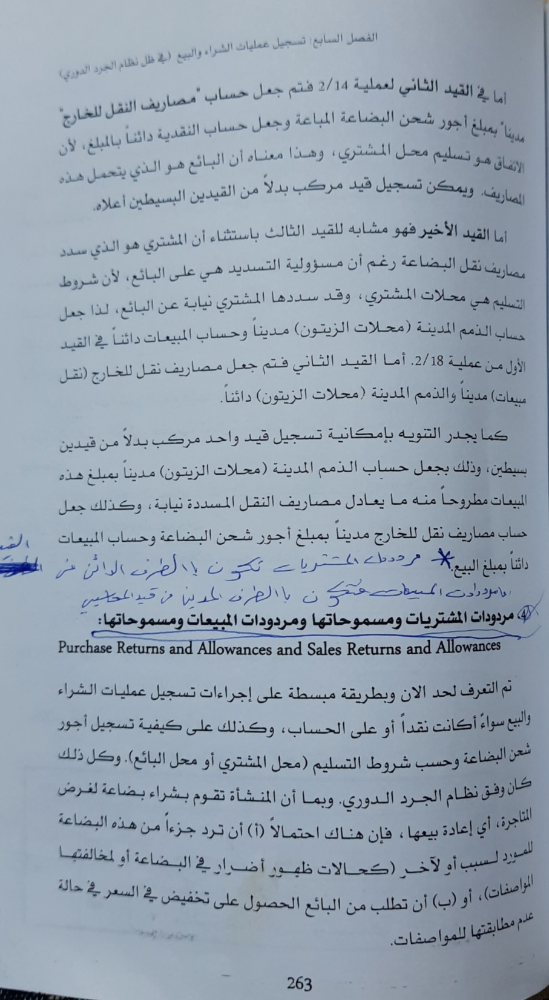 الفصل السابع: تسجيل عمليات الشراء والبيع (في ظل نظام الجرد الدوري)
أما في القيد الثاني لعملية 2/14 فتم جعل حساب "مصاريف النقل للخارج"
مديناً" بمبلغ أجور شحن البضاعة المباعة وجعل حساب النقدية دائناً بالمبلغ، لأن
الاتفاق هو تسليم محل المشتري، وهذا معناه أن البائع هو الذي يتحمل هذه
المصاريف. ويمكن تسجيل قيد مركب بدلاً من القيدين البسيطين أعلاه.
أما القيد الأخير فهو مشابه للقيد الثالث باستثناء أن المشتري هو الذي سدد
مصاريف نقل البضاعة رغم أن مسؤولية التسديد هي على البائع، لأن شروط
التسليم هي محلات المشتري، وقد سددها المشتري نيابة عن البائع، لذا جعل
حساب الذمم المدينة (محلات الزيتون) مديناً وحساب المبيعات دائناً في القيد
الأول من عملية 2/18. أما القيد الثاني فتم جعل مصاريف نقل للخارج (نقل
مبيعات) مديناً والذمم المدينة (محلات الزيتون) دائناً.
كما يجدر التنويه بإمكانية تسجيل قيد واحد مركب بدلاً من قيدين
بسيطين، وذلك بجعل حساب الذمم المدينة (محلات الزيتون) مديناً بمبلغ هذه
المبيعات مطروحاً منه ما يعادل مصاريف النقل المسددة نيابة، وكذلك جعل
حساب مصاريف نقل للخارج مديناً بمبلغ أجور شحن البضاعة وحساب المبيعات
دائناً بمبلغ البيع. * مردودات المشتريات تكون باالطرف الدائن من القيد
اما مودودات المبيعات فتكون باالطرف المدين من قيد المحاسبي
4) مردودات المشتريات ومسموحاتها ومردودات المبيعات ومسموحاتها:
Purchase Returns and Allowances and Sales Returns and Allowances
تم التعرف لحد الان وبطريقة مبسطة على إجراءات تسجيل عمليات الشراء
والبيع سواءً أكانت نقداً أو على الحساب، وكذلك على كيفية تسجيل أجور
شحن البضاعة وحسب شروط التسليم (محل المشتري أو محل البائع). وكل ذلك
كان وفق نظام الجرد الدوري. وبما أن المنشأة تقوم بشراء بضاعة لغرض
المتاجرة، أي إعادة بيعها، فإن هناك احتمالاً (أ) أن ترد جزءاً من هذه البضاعة
للمورد لسبب أو لآخر (كحالات ظهور أضرار في البضاعة أو لمخالفتها
المواصفات)، أو (ب) أن تطلب من البائع الحصول على تخفيض في السعر في حالة
عدم مطابقتها للمواصفات.
263